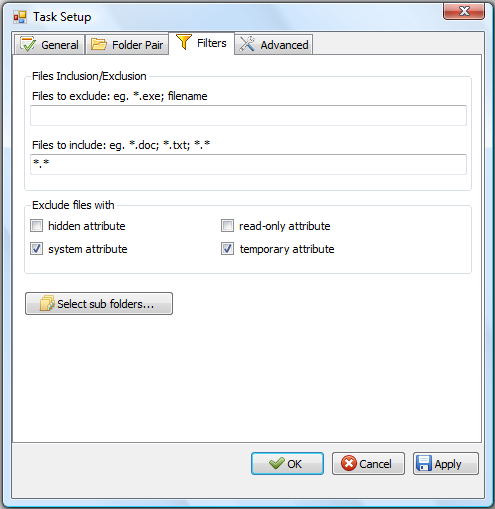 Task Setup
General Folder Pair Filters Advanced
Files Inclusion/Exclusion
Files to exclude: eg. *.exe; filename
Files to include: eg. *.doc; *.txt; *.*
*.*
Exclude files with
hidden attribute read-only attribute
system attribute temporary attribute
Select sub folders...
OK Cancel Apply